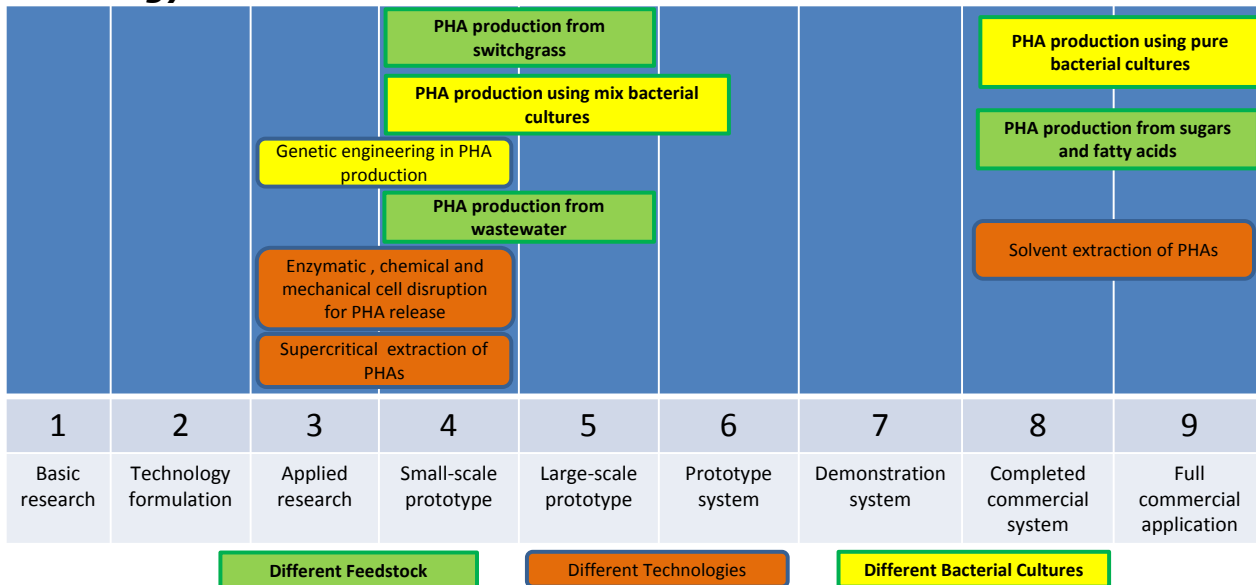 PHA production from
switchgrass
PHA production using pure
bacterial cultures
PHA production using mix bacterial
cultures
PHA production from sugars
and fatty acids
Genetic engineering in PHA
production
PHA production from
wastewater
Solvent extraction of PHAs
Enzymatic , chemical and
mechanical cell disruption
for PHA release
Supercritical extraction of
PHAs
1 2 3 4 5 6 7 8 9
Basic
research
Technology
formulation
Applied
research
Small-scale
prototype
Large-scale
prototype
Prototype
system
Demonstration
system
Completed
commercial
system
Full
commercial
application
Different Feedstock
Different Technologies
Different Bacterial Cultures